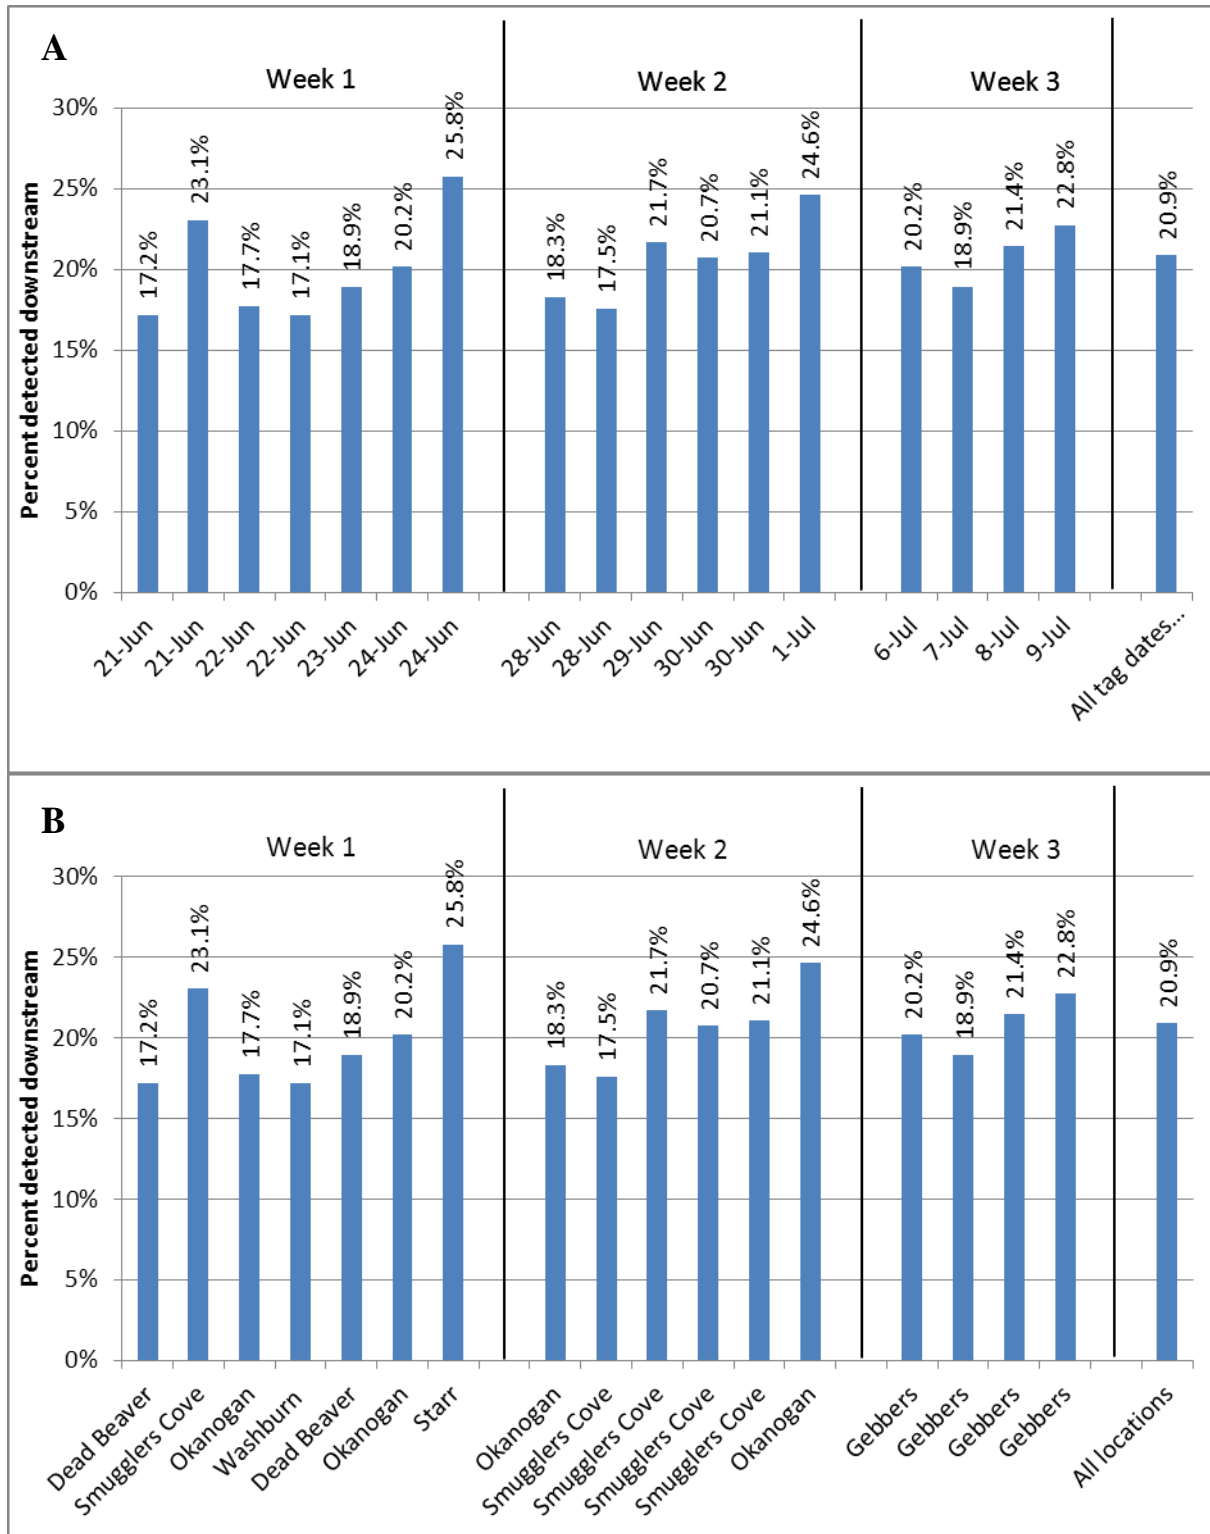 A
Week 1
Week 2
Week 3
Percent detected downstream
30%
25%
20%
15%
10%
5%
0%
17.2%
23.1%
17.7%
17.1%
18.9%
20.2%
25.8%
18.3%
17.5%
21.7%
20.7%
21.1%
24.6%
20.2%
18.9%
21.4%
22.8%
20.9%
21-Jun
21-Jun
22-Jun
22-Jun
23-Jun
24-Jun
24-Jun
28-Jun
28-Jun
29-Jun
30-Jun
30-Jun
1-Jul
6-Jul
7-Jul
8-Jul
9-Jul
All tag dates...
B
Week 1
Week 2
Week 3
Percent detected downstream
30%
25%
20%
15%
10%
5%
0%
17.2%
23.1%
17.7%
17.1%
18.9%
20.2%
25.8%
18.3%
17.5%
21.7%
20.7%
21.1%
24.6%
20.2%
18.9%
21.4%
22.8%
20.9%
Dead Beaver
Smugglers Cove
Okanogan
Washburn
Dead Beaver
Okanogan
Starr
Okanogan
Smugglers Cove
Smugglers Cove
Smugglers Cove
Smugglers Cove
Okanogan
Gebbers
Gebbers
Gebbers
Gebbers
All locations